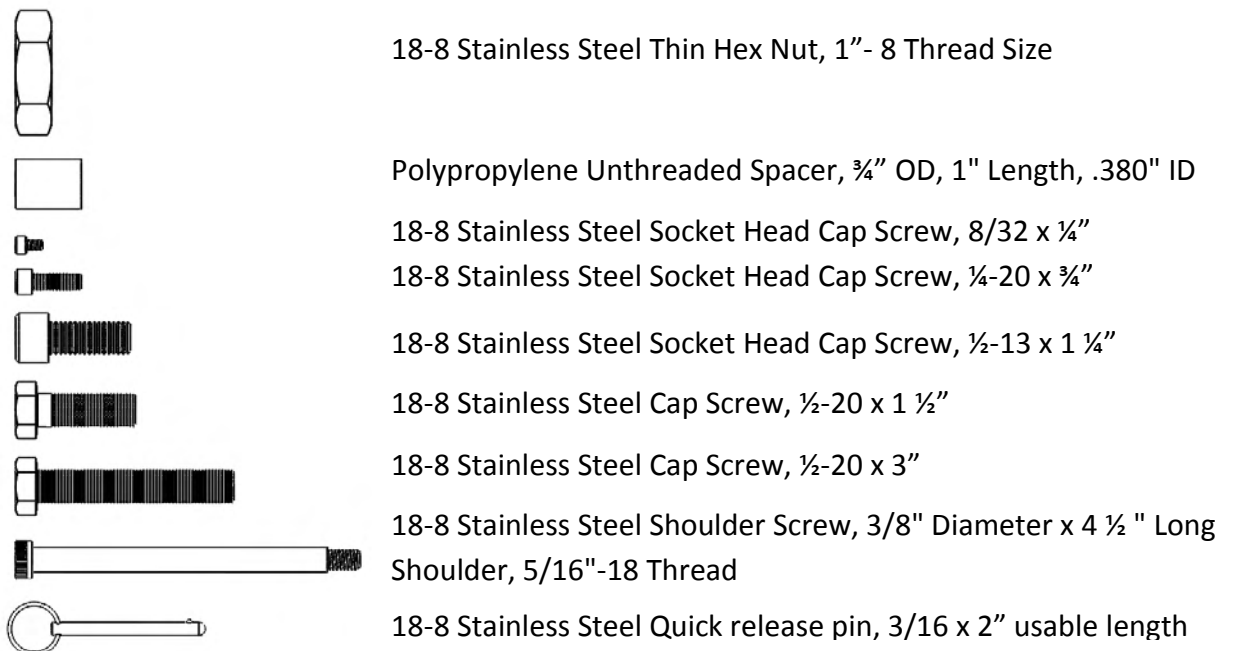 18-8 Stainless Steel Thin Hex Nut, 1”- 8 Thread Size
Polypropylene Unthreaded Spacer, ¾” OD, 1" Length, .380" ID
18-8 Stainless Steel Socket Head Cap Screw, 8/32 x ¼”
18-8 Stainless Steel Socket Head Cap Screw, ¼-20 x ¾”
18-8 Stainless Steel Socket Head Cap Screw, ½-13 x 1 ¼”
18-8 Stainless Steel Cap Screw, ½-20 x 1 ½”
18-8 Stainless Steel Cap Screw, ½-20 x 3”
18-8 Stainless Steel Shoulder Screw, 3/8" Diameter x 4 ½ " Long
Shoulder, 5/16"-18 Thread
18-8 Stainless Steel Quick release pin, 3/16 x 2” usable length